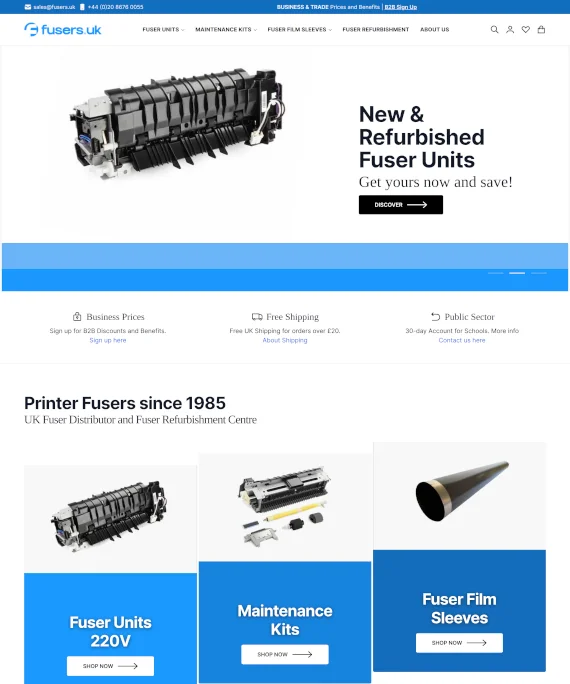 sales@fusers.uk +44 (0)20 8676 0055 BUSINESS & TRADE Prices and Benefits | B2B Sign Up
fusers.uk FUSER UNITS MAINTENANCE KITS FUSER FILM SLEEVES FUSER REFURBISHMENT ABOUT US
New &
Refurbished
Fuser Units
Get yours now and save!
DISCOVER
Business Prices
Sign up for B2B Discounts and Benefits.
Sign up here
Free Shipping
Free UK Shipping for orders over £20.
About Shipping
Public Sector
30-day Account for Schools. More info
Contact us here
Printer Fusers since 1985
UK Fuser Distributor and Fuser Refurbishment Centre
Fuser Units
220V
SHOP NOW
Maintenance
Kits
SHOP NOW
Fuser Film
Sleeves
SHOP NOW